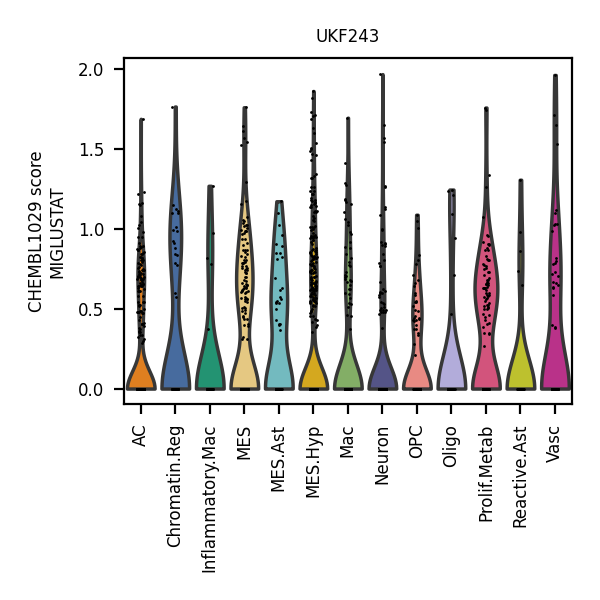 UKF243
CHEMBL1029 score
MIGLUSTAT
2.0
1.5
1.0
0.5
0.0
AC
Chromatin.Reg
Inflammatory.Mac
MES
MES.Ast
MES.Hyp
Mac
Neuron
OPC
Oligo
Prolif.Metab
Reactive.Ast
Vasc